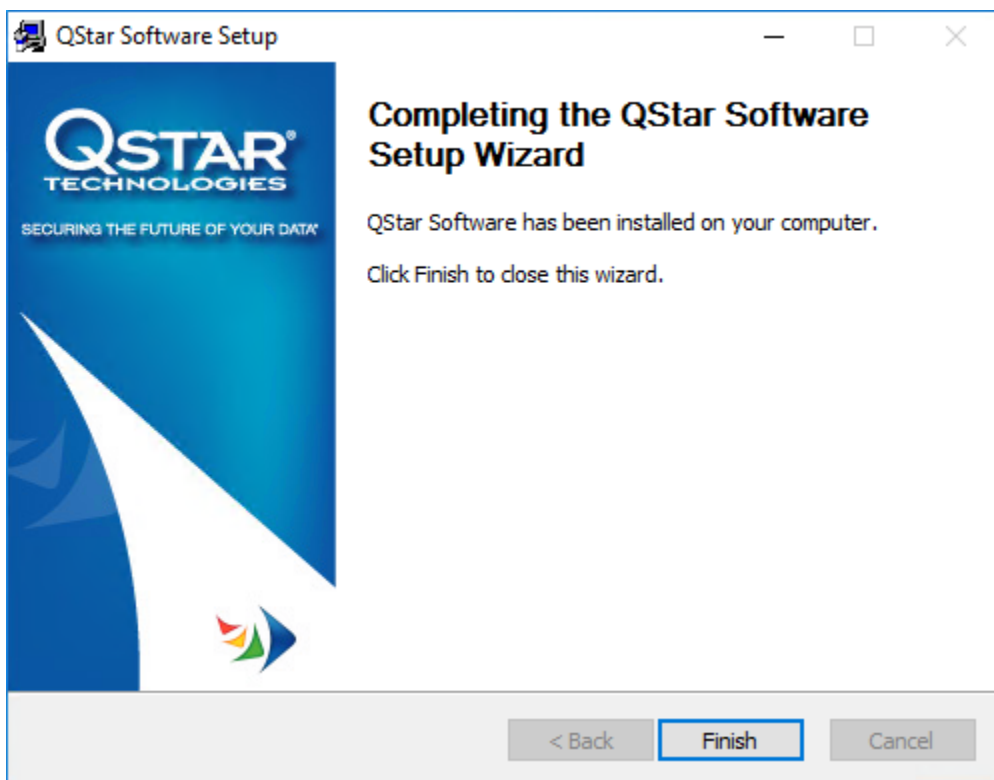 QStar Software Setup
QSTAR®
TECHNOLOGIES
SECURING THE FUTURE OF YOUR DATA®
Completing the QStar Software
Setup Wizard
QStar Software has been installed on your computer.
Click Finish to close this wizard.
< Back
Finish
Cancel